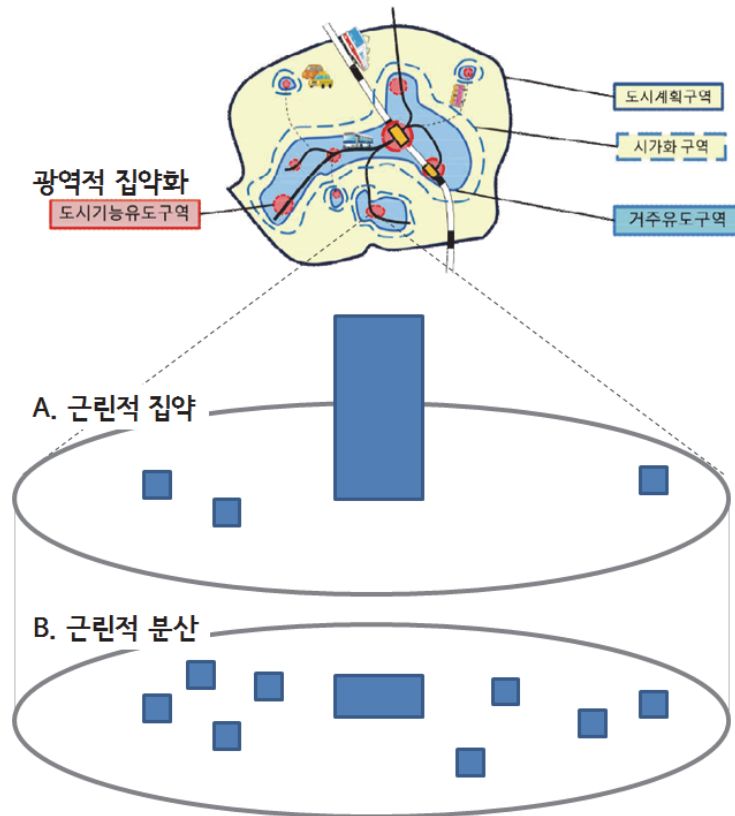 도시계획구역
시가화 구역
광역적 집약화
도시기능유도구역
거주유도구역
A. 근린적 집약
B. 근린적 분산